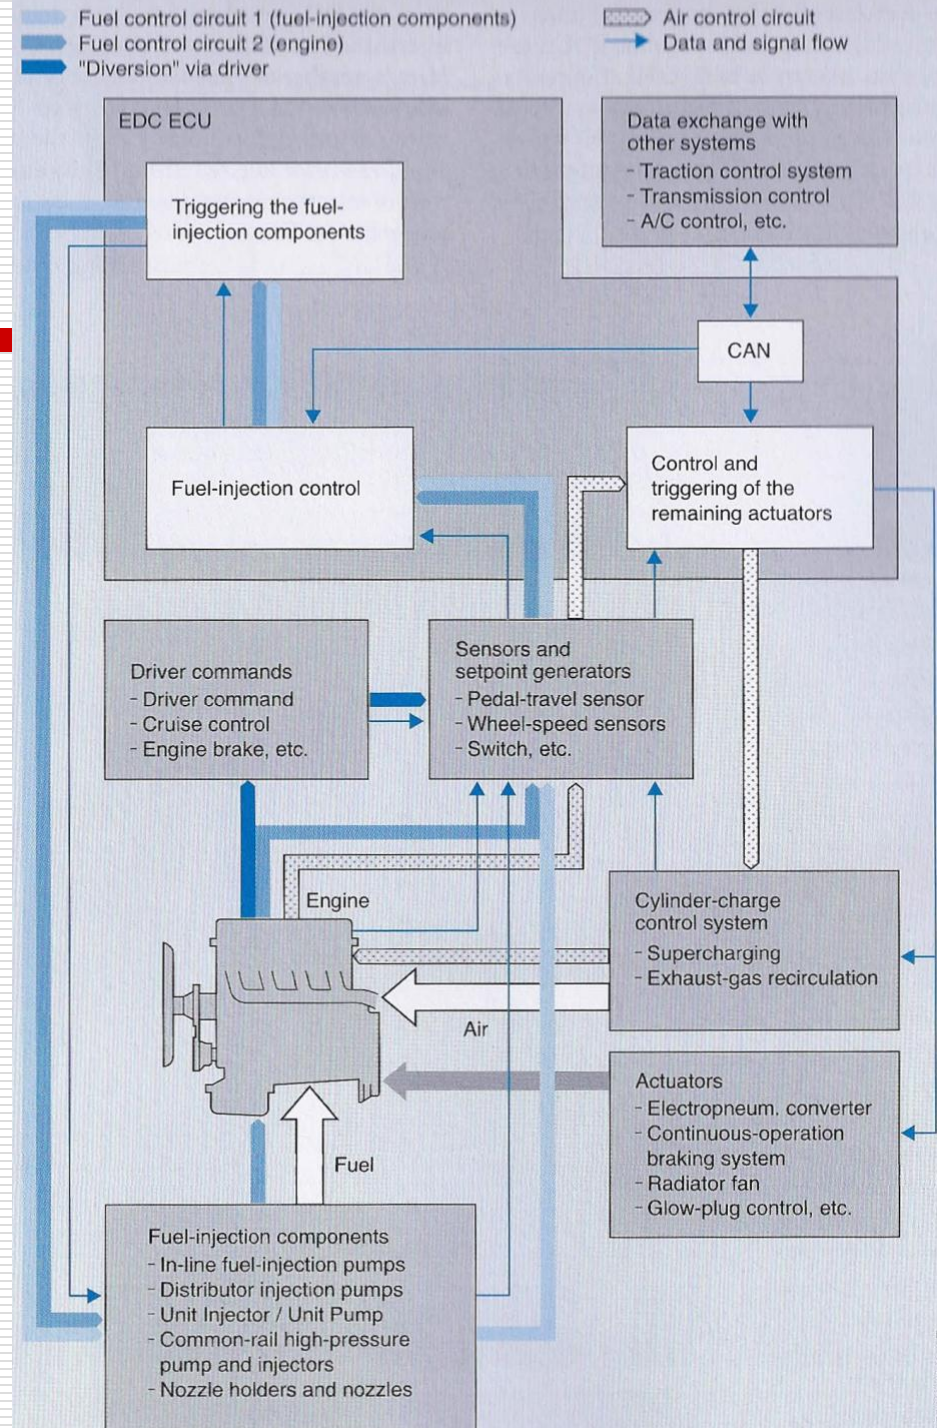 Fuel control circuit 1 (fuel-injection components)
Fuel control circuit 2 (engine)
"Diversion" via driver
Air control circuit
Data and signal flow
EDC ECU
Triggering the fuel-
injection components
Data exchange with
other systems
- Traction control system
- Transmission control
- A/C control, etc.
CAN
Fuel-injection control
Control and
triggering of the
remaining actuators
Driver commands
- Driver command
- Cruise control
- Engine brake, etc.
Sensors and
setpoint generators
- Pedal-travel sensor
- Wheel-speed sensors
- Switch, etc.
Engine
Cylinder-charge
control system
- Supercharging
- Exhaust-gas recirculation
Air
Actuators
- Electropneum. converter
- Continuous-operation
braking system
- Radiator fan
- Glow-plug control, etc.
Fuel
Fuel-injection components
- In-line fuel-injection pumps
- Distributor injection pumps
- Unit Injector / Unit Pump
- Common-rail high-pressure
pump and injectors
- Nozzle holders and nozzles